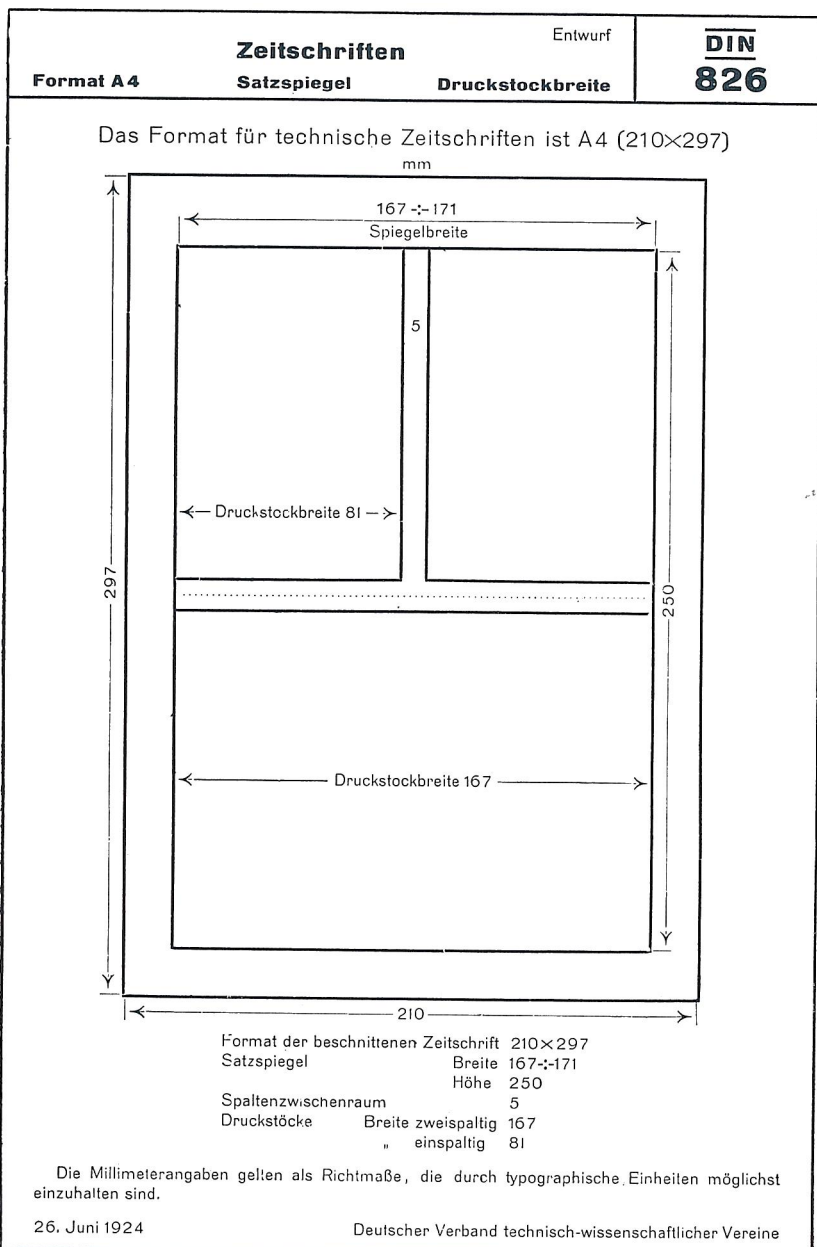 Entwurf
Zeitschriften
Format A4 Satzspiegel Druckstockbreite
DIN
826
Das Format für technische Zeitschriften ist A4 (210×297)
mm
167-:-171
Spiegelbreite
5
Druckstockbreite 81
297
250
Druckstockbreite 167
210
Format der beschnittenen Zeitschrift 210×297
Satzspiegel Breite 167-:-171
Höhe 250
Spaltenzwischenraum 5
Druckstöcke Breite zweispaltig 167
„ einspaltig 81
Die Millimeterangaben gelten als Richtmaße, die durch typographische Einheiten möglichst
einzuhalten sind.
26. Juni 1924 Deutscher Verband technisch-wissenschaftlicher Vereine